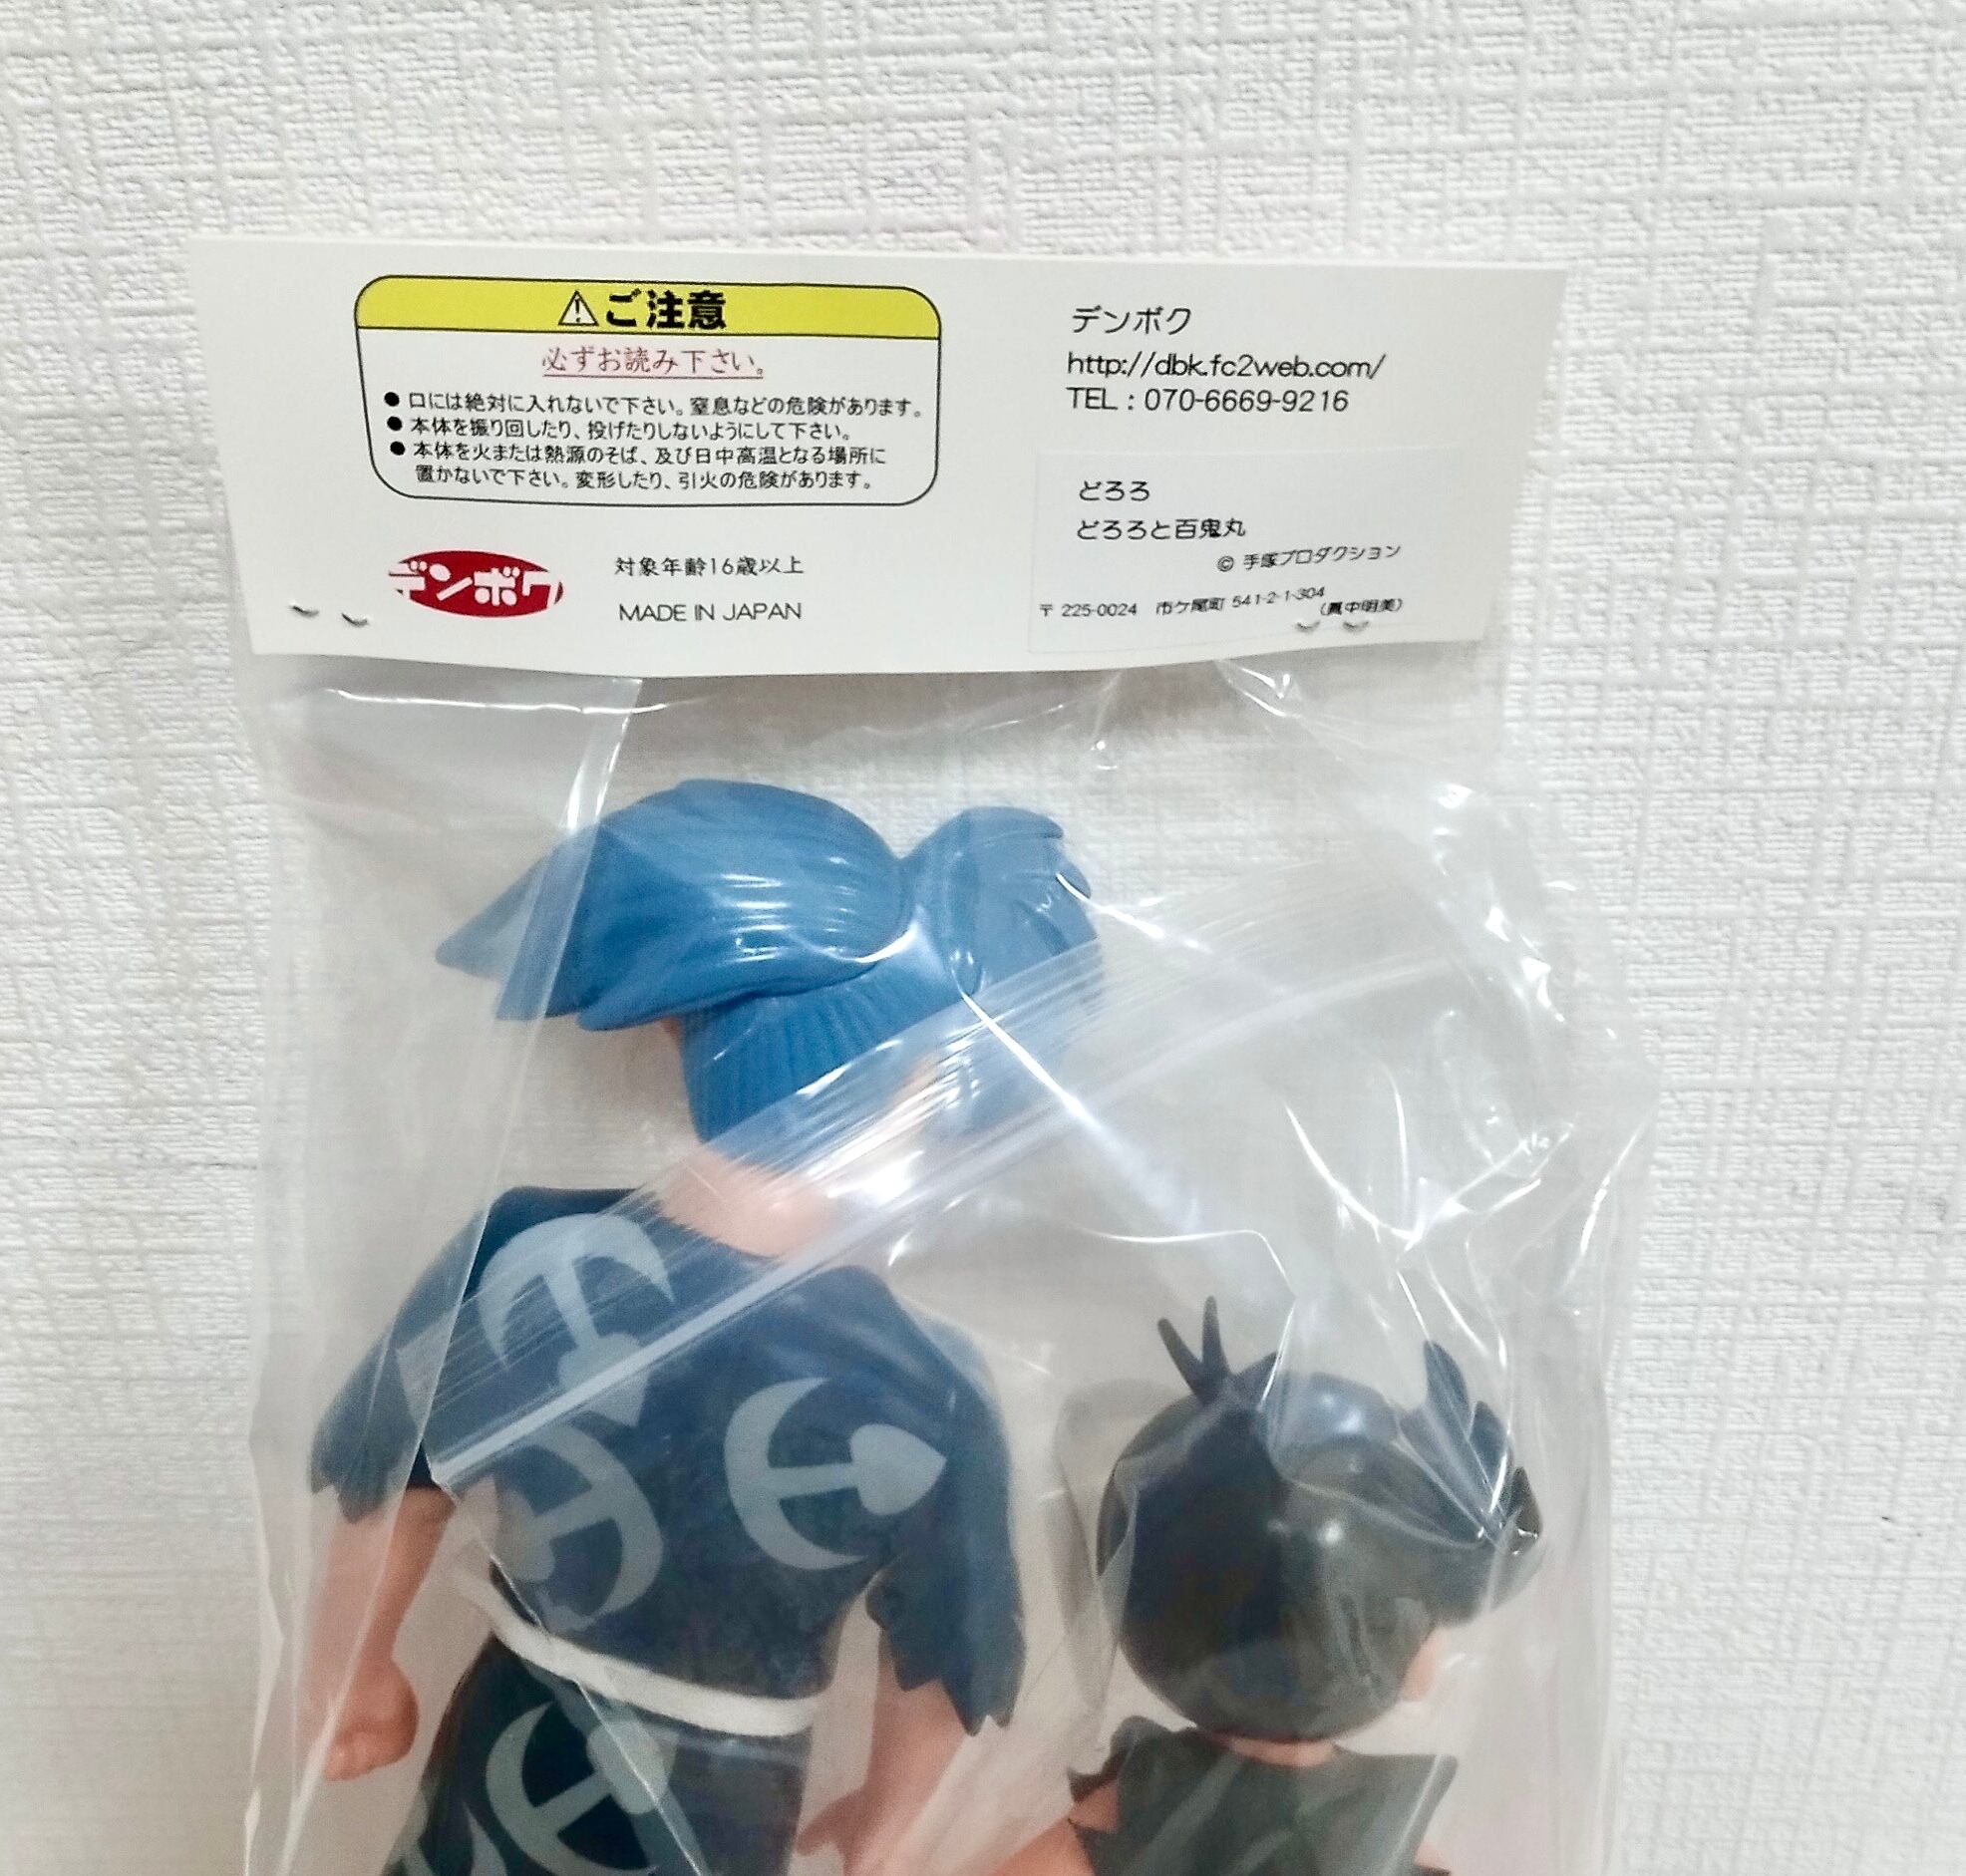 ⚠ご注意
必ずお読み下さい。
● 口には絶対に入れないで下さい。窒息などの危険があります。
● 本体を振り回したり、投げたりしないようにして下さい。
● 本体を火または熱源のそば、及び日中高温となる場所に
置かないで下さい。変形したり、引火の危険があります。
デンボク
対象年齢16歳以上
MADE IN JAPAN
デンボク
http://dbk.fc2web.com/
TEL : 070-6669-9216
どろろ
どろろと百鬼丸
© 手塚プロダクション
〒 225-0024 市ケ尾町 541-2-1-304